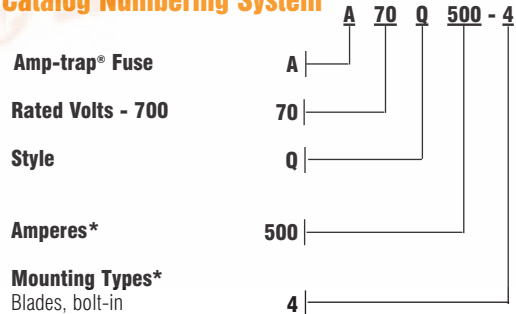 Catalog Numbering System
A 70 Q 500 - 4
Amp-trap® Fuse A
Rated Volts - 700 70
Style Q
Amperes* 500
Mounting Types*
Blades, bolt-in 4